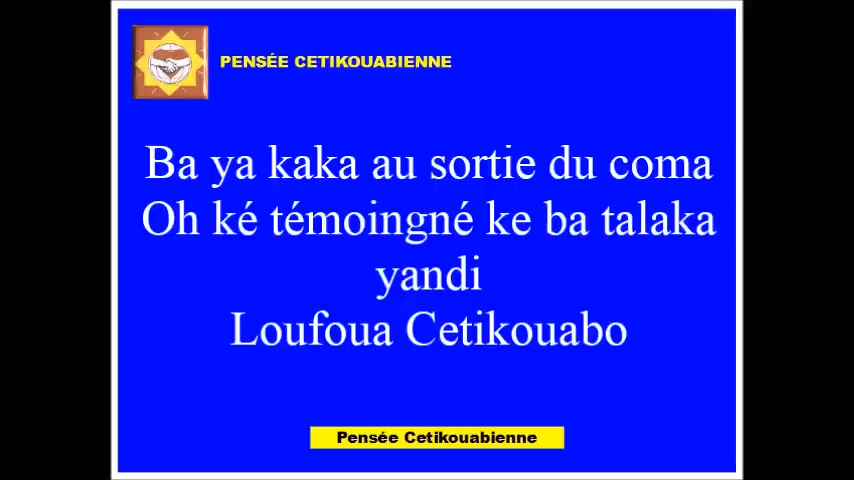 PENSÉE CETIKOUABIENNE
Ba ya kaka au sortie du coma
Oh ké témoingné ke ba talaka
yandi
Loufoua Cetikouabo
Pensée Cetikouabienne